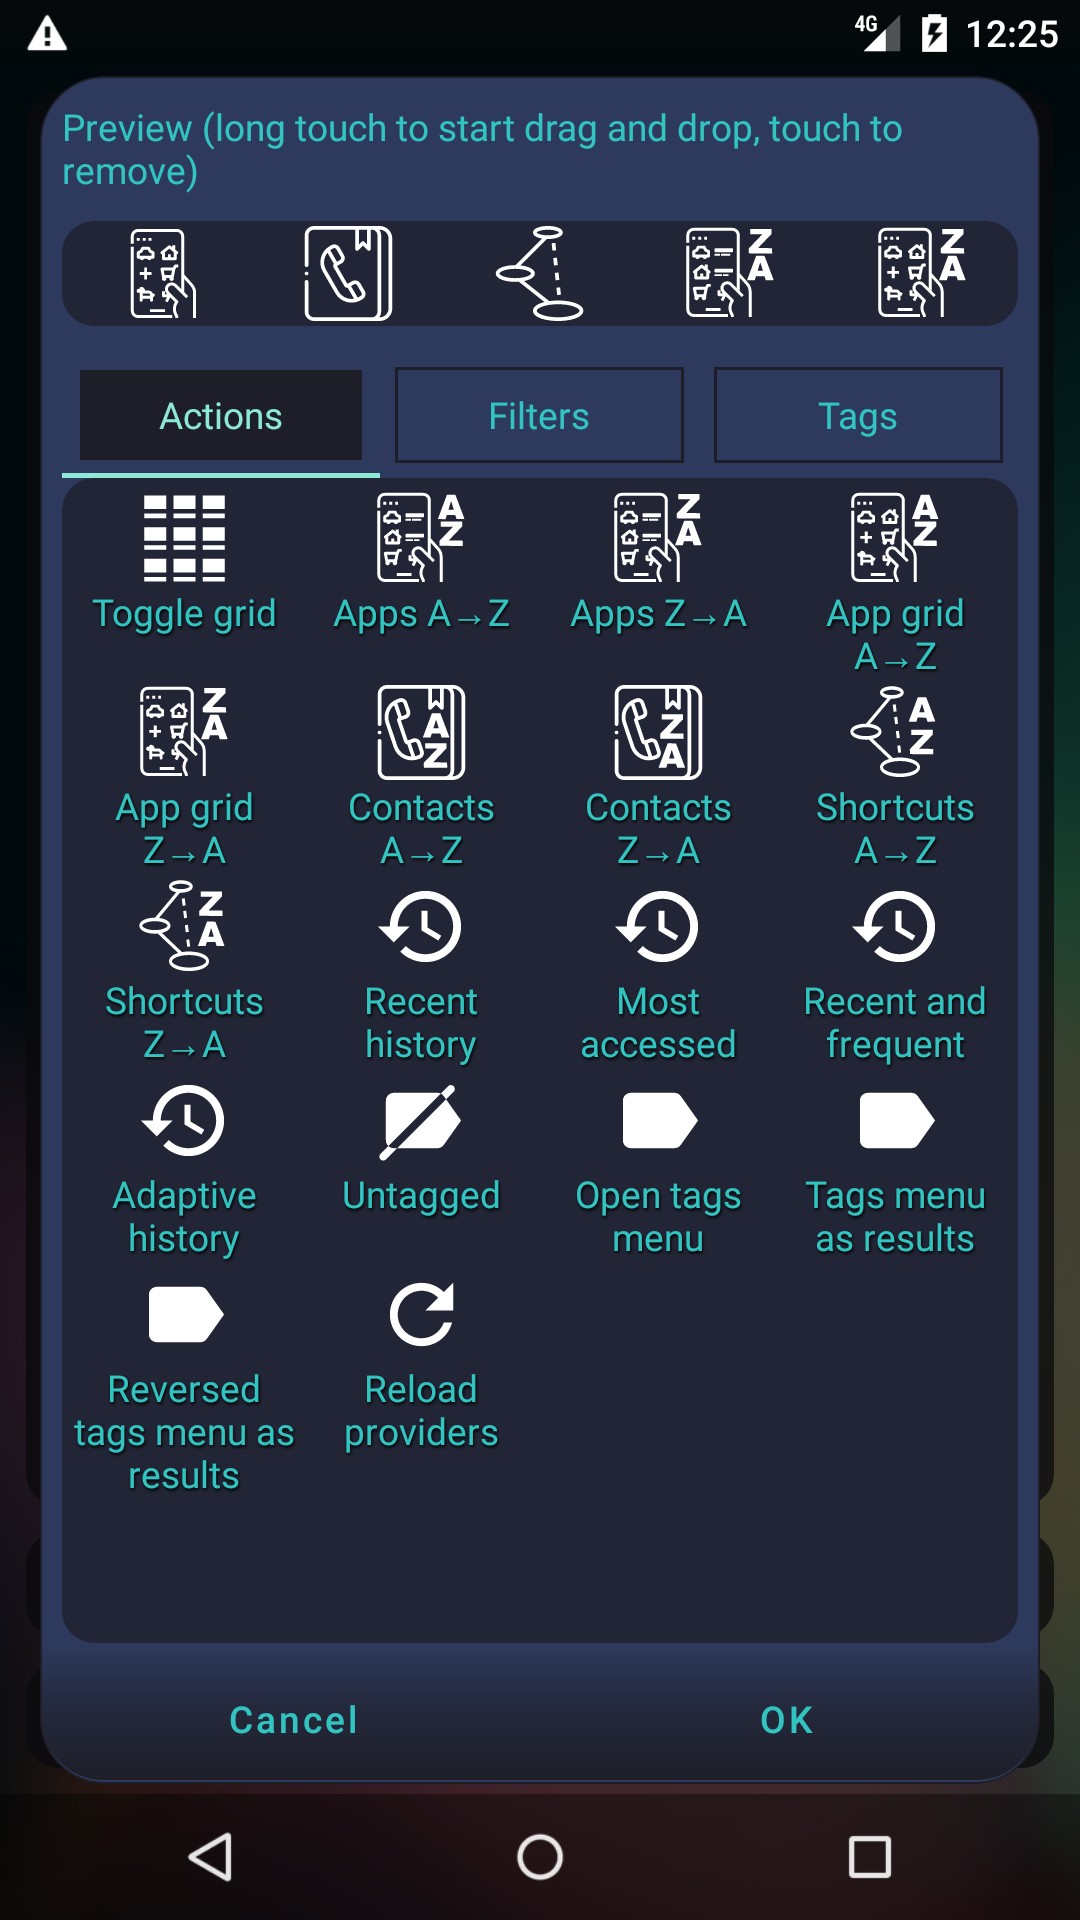 4G 12:25
Preview (long touch to start drag and drop, touch to
remove)
Z
A
Z
A
Actions Filters Tags
A
Z
Z
A
A
Z
Toggle grid Apps A→Z Apps Z→A App grid
A→Z
Z
A
A
Z
Z
A
A
Z
App grid Contacts Contacts Shortcuts
Z→A A→Z Z→A A→Z
Z
A
Shortcuts Recent Most Recent and
Z→A history accessed frequent
Adaptive Untagged Open tags Tags menu
history menu as results
Reversed Reload
tags menu as providers
results
Cancel OK